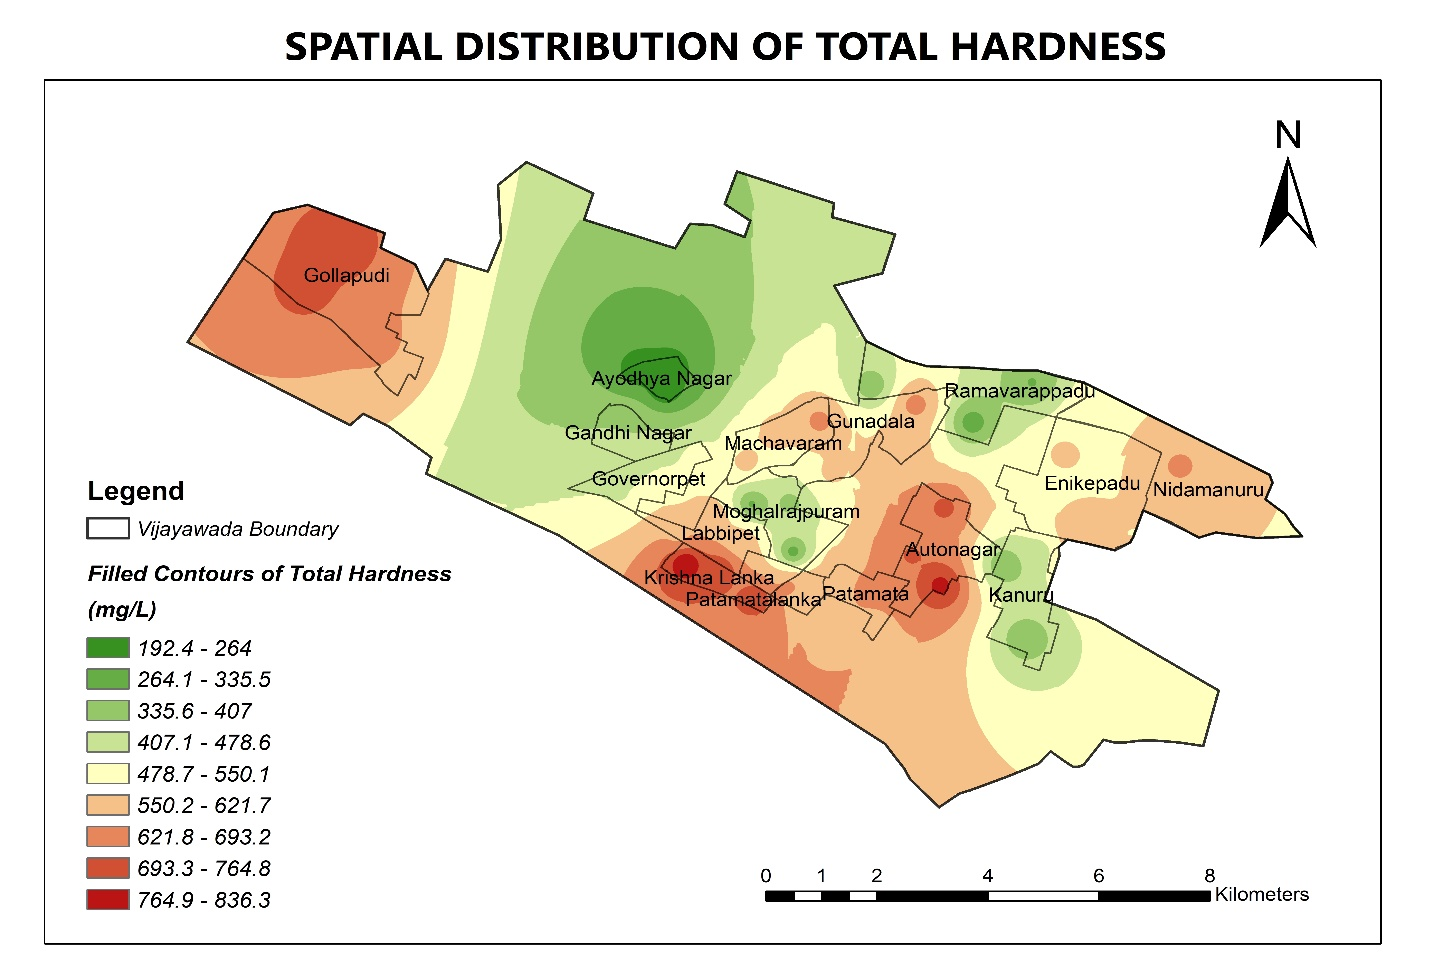 SPATIAL DISTRIBUTION OF TOTAL HARDNESS
N
Gollapudi
Ayodhya Nagar
Ramavarappadu
Gunadala
Gandhi Nagar
Machavaram
Governorpet
Enikepadu
Nidamanuru
Moghalrajpuram
Labbipet
Autonagar
Krishna Lanka
Patamatalanka
Patamata
Kanuru
Legend
Vijayawada Boundary
Filled Contours of Total Hardness
(mg/L)
192.4 - 264
264.1 - 335.5
335.6 - 407
407.1 - 478.6
478.7 - 550.1
550.2 - 621.7
621.8 - 693.2
693.3 - 764.8
764.9 - 836.3
0 1 2 4 6 8
Kilometers